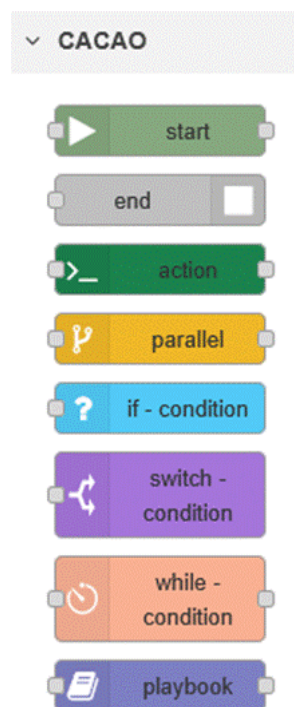 CACAO
start
end
action
parallel
if - condition
switch -
condition
while -
condition
playbook